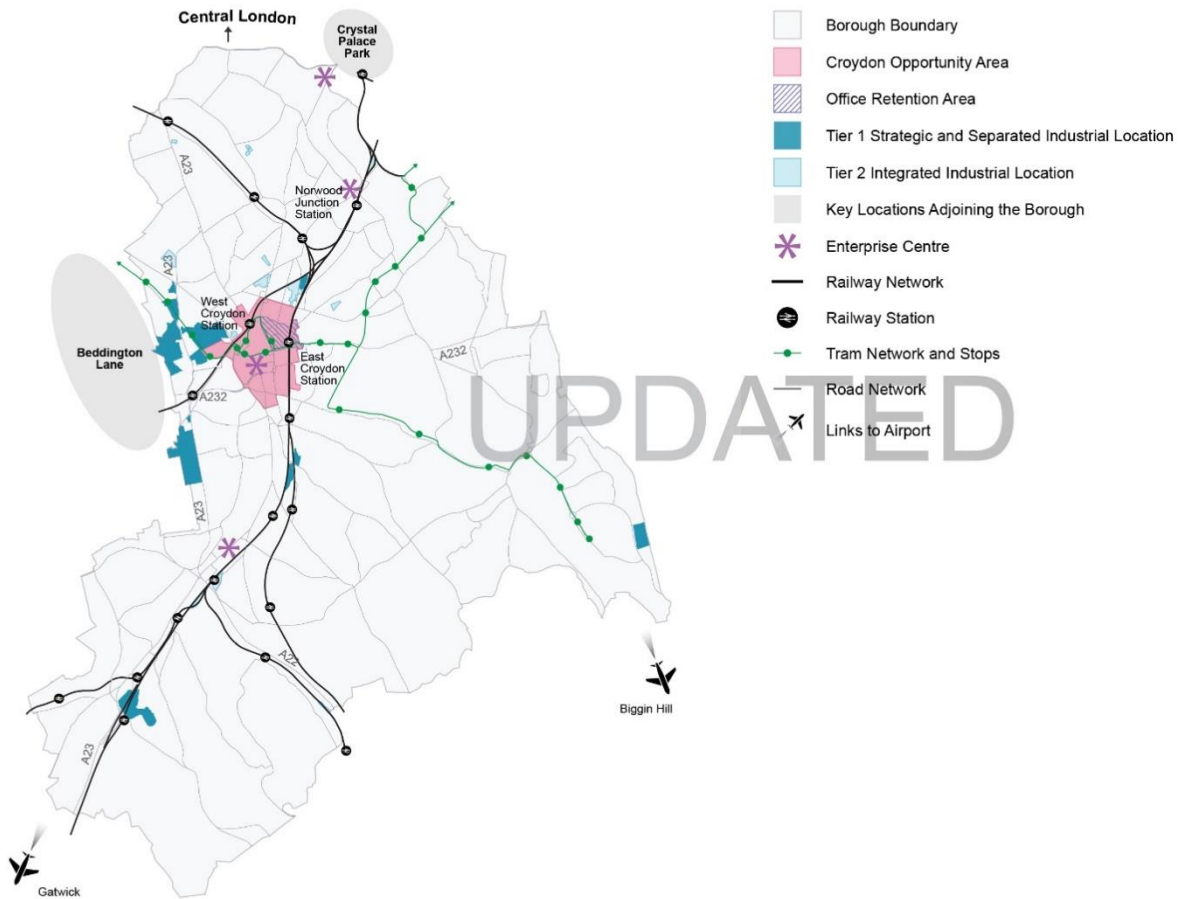 Central London
Crystal
Palace
Park
A23
Norwood
Junction
Station
A23
West
Croydon
Station
Beddington
Lane
East
Croydon
Station
A232
A232
A23
A22
A23
Biggin Hill
Gatwick
UPDATED
Borough Boundary
Croydon Opportunity Area
Office Retention Area
Tier 1 Strategic and Separated Industrial Location
Tier 2 Integrated Industrial Location
Key Locations Adjoining the Borough
Enterprise Centre
Railway Network
Railway Station
Tram Network and Stops
Road Network
Links to Airport